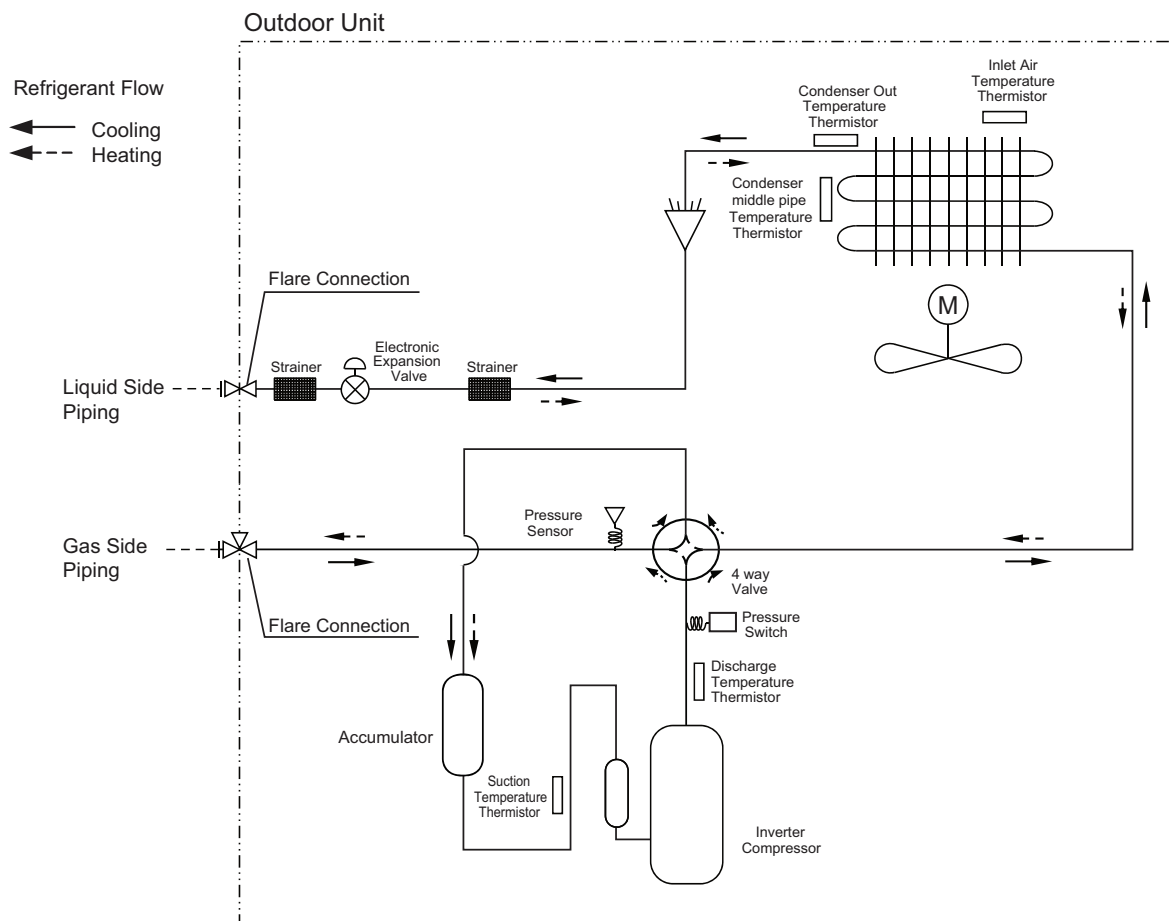 Outdoor Unit
Refrigerant Flow
Cooling
Heating
Inlet Air
Temperature
Thermistor
Condenser Out
Temperature
Thermistor
Condenser
middle pipe
Temperature
Thermistor
M
Flare Connection
Strainer
Electronic
Expansion
Valve
Strainer
Liquid Side
Piping
Pressure
Sensor
Gas Side
Piping
4 way
Valve
Flare Connection
Pressure
Switch
Discharge
Temperature
Thermistor
Accumulator
Suction
Temperature
Thermistor
Inverter
Compressor